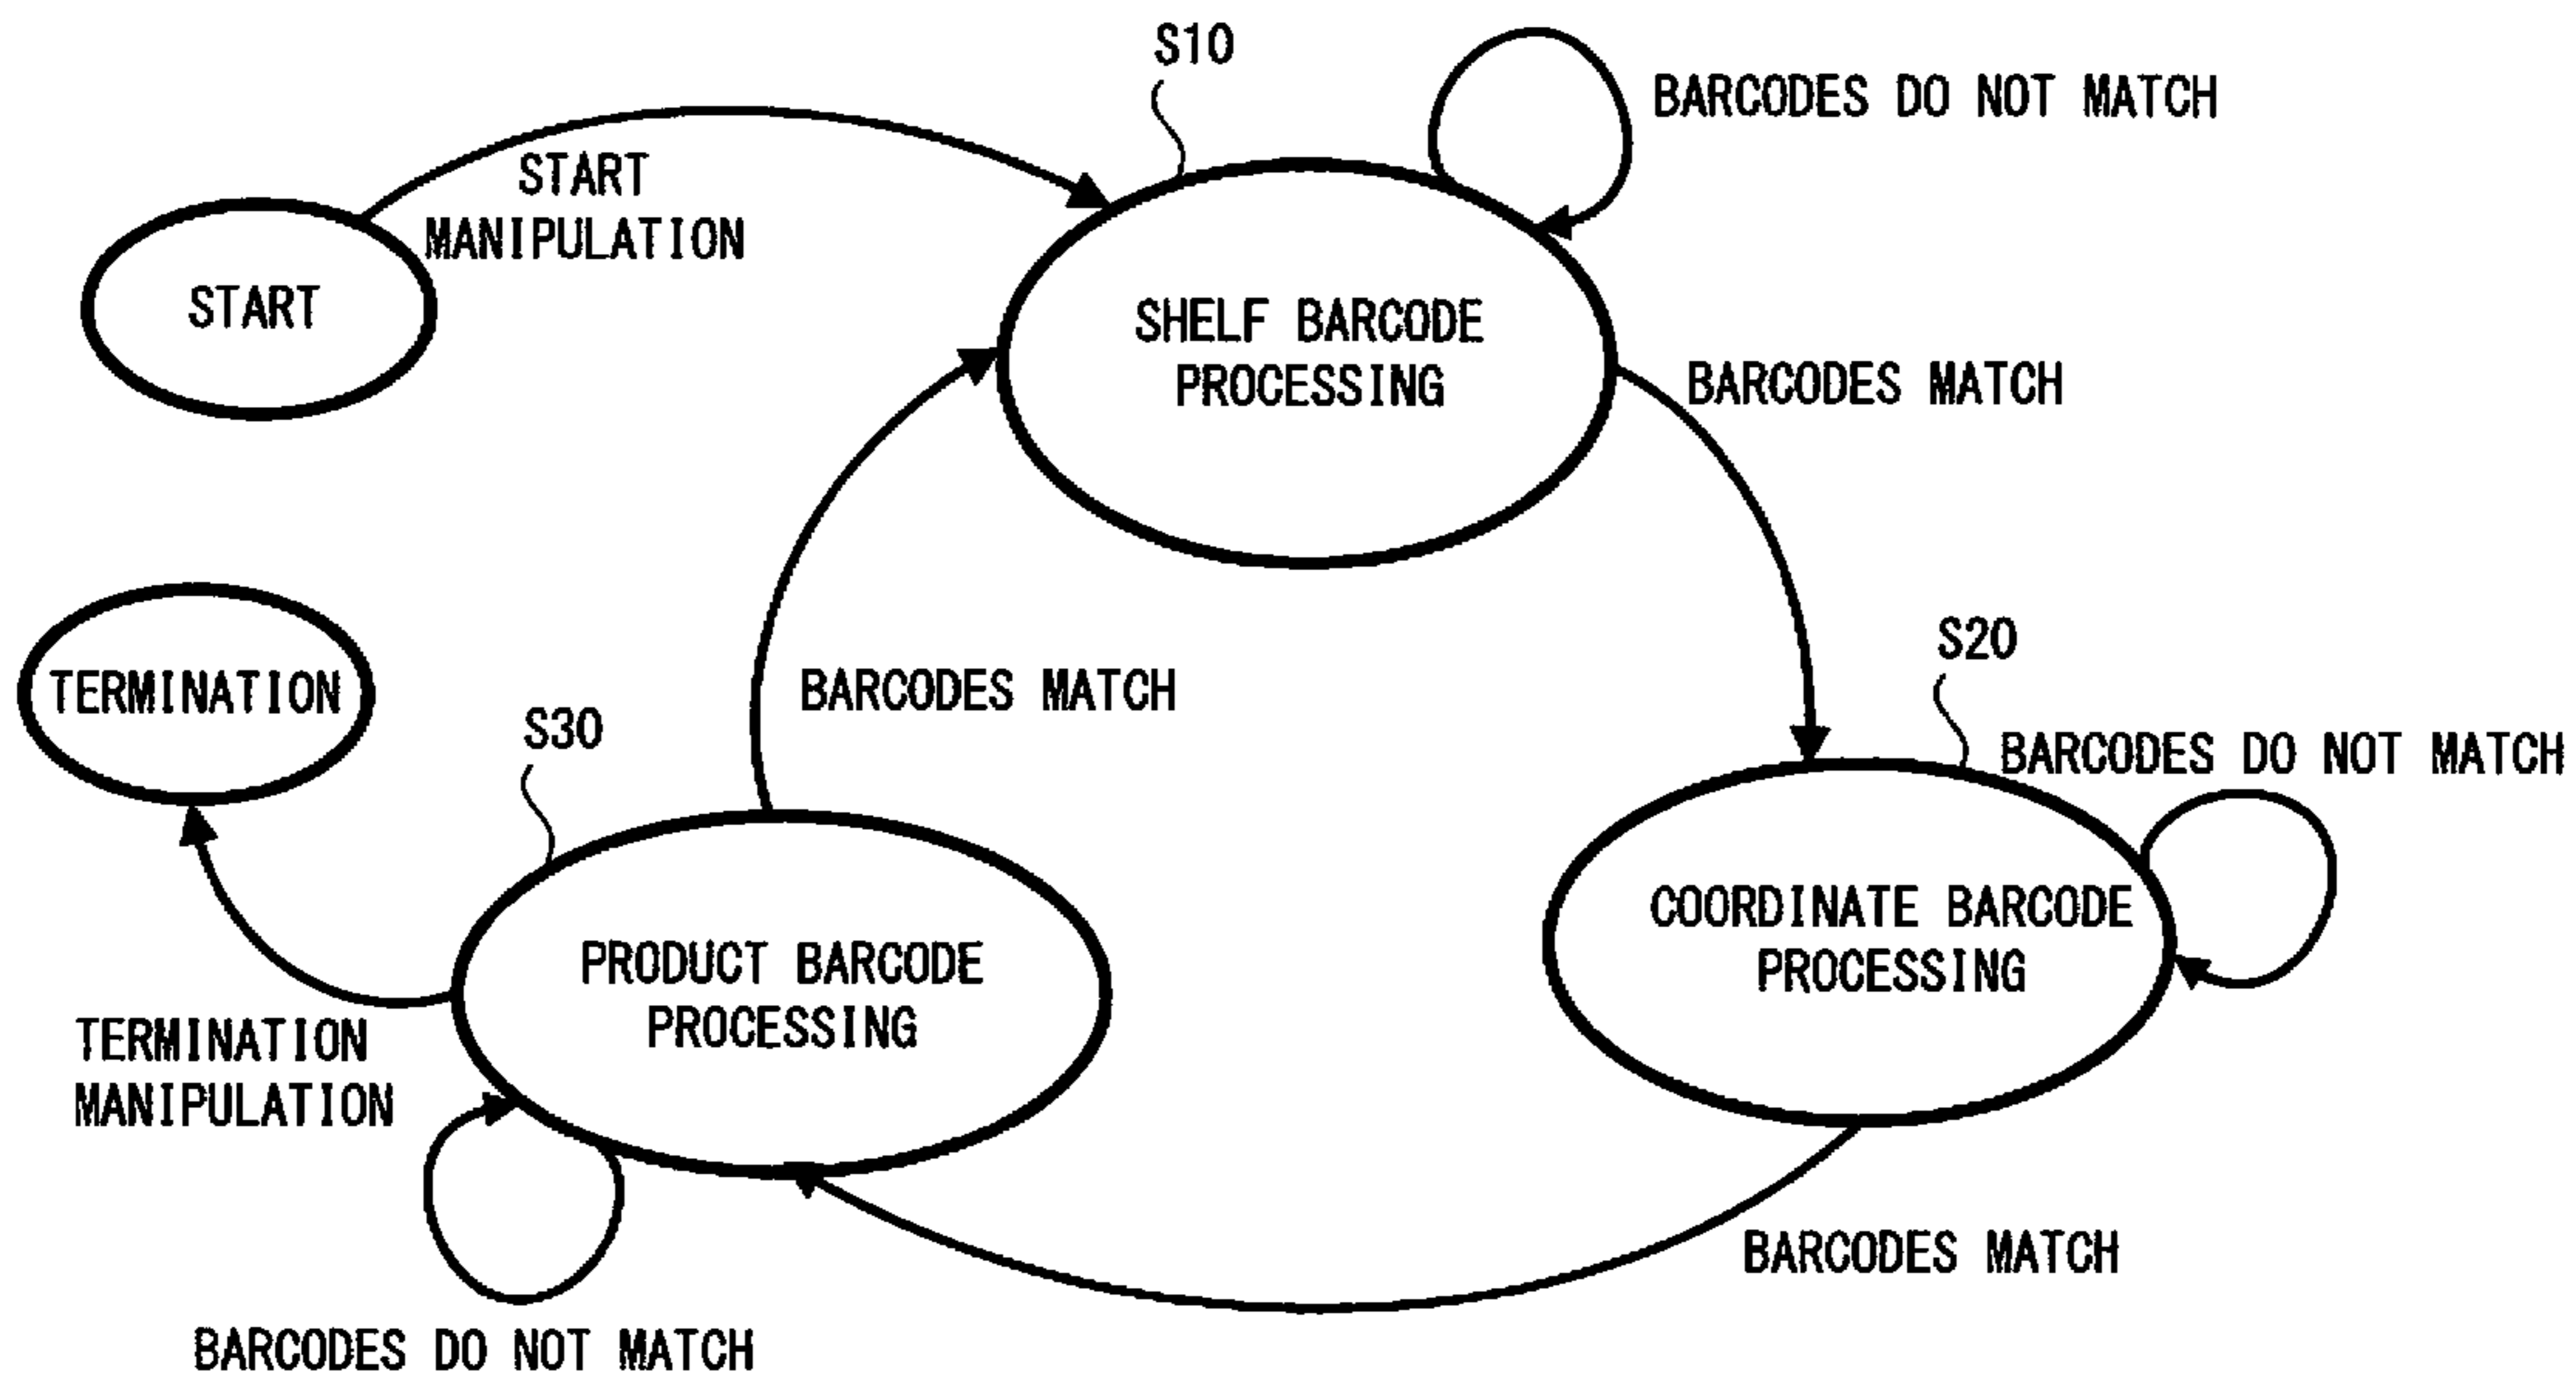 S10
BARCODES DO NOT MATCH
START
MANIPULATION
START
SHELF BARCODE
PROCESSING
BARCODES MATCH
S20
TERMINATION
BARCODES MATCH
S30
BARCODES DO NOT MATCH
COORDINATE BARCODE
PROCESSING
PRODUCT BARCODE
PROCESSING
TERMINATION
MANIPULATION
BARCODES MATCH
BARCODES DO NOT MATCH